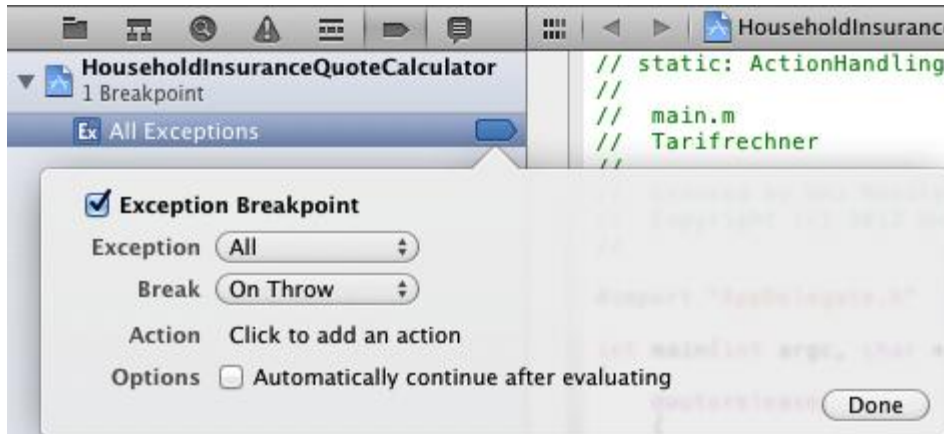 HouseholdInsuranc
HouseholdInsuranceQuoteCalculator
1 Breakpoint
Ex All Exceptions
// static: ActionHandling
//
// main.m
// Tarifrechner
//
Exception Breakpoint
Exception All
Break On Throw
Action Click to add an action
Options Automatically continue after evaluating
Done